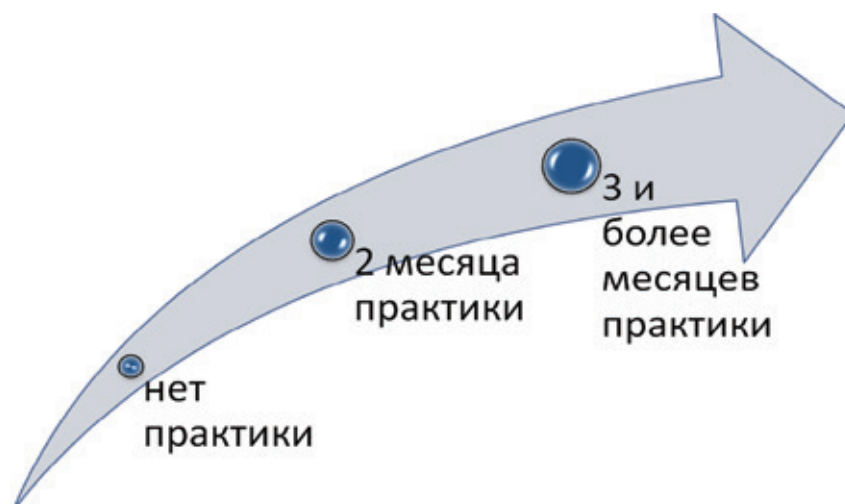 3 и
более
месяцев
практики
2 месяца
практики
нет
практики